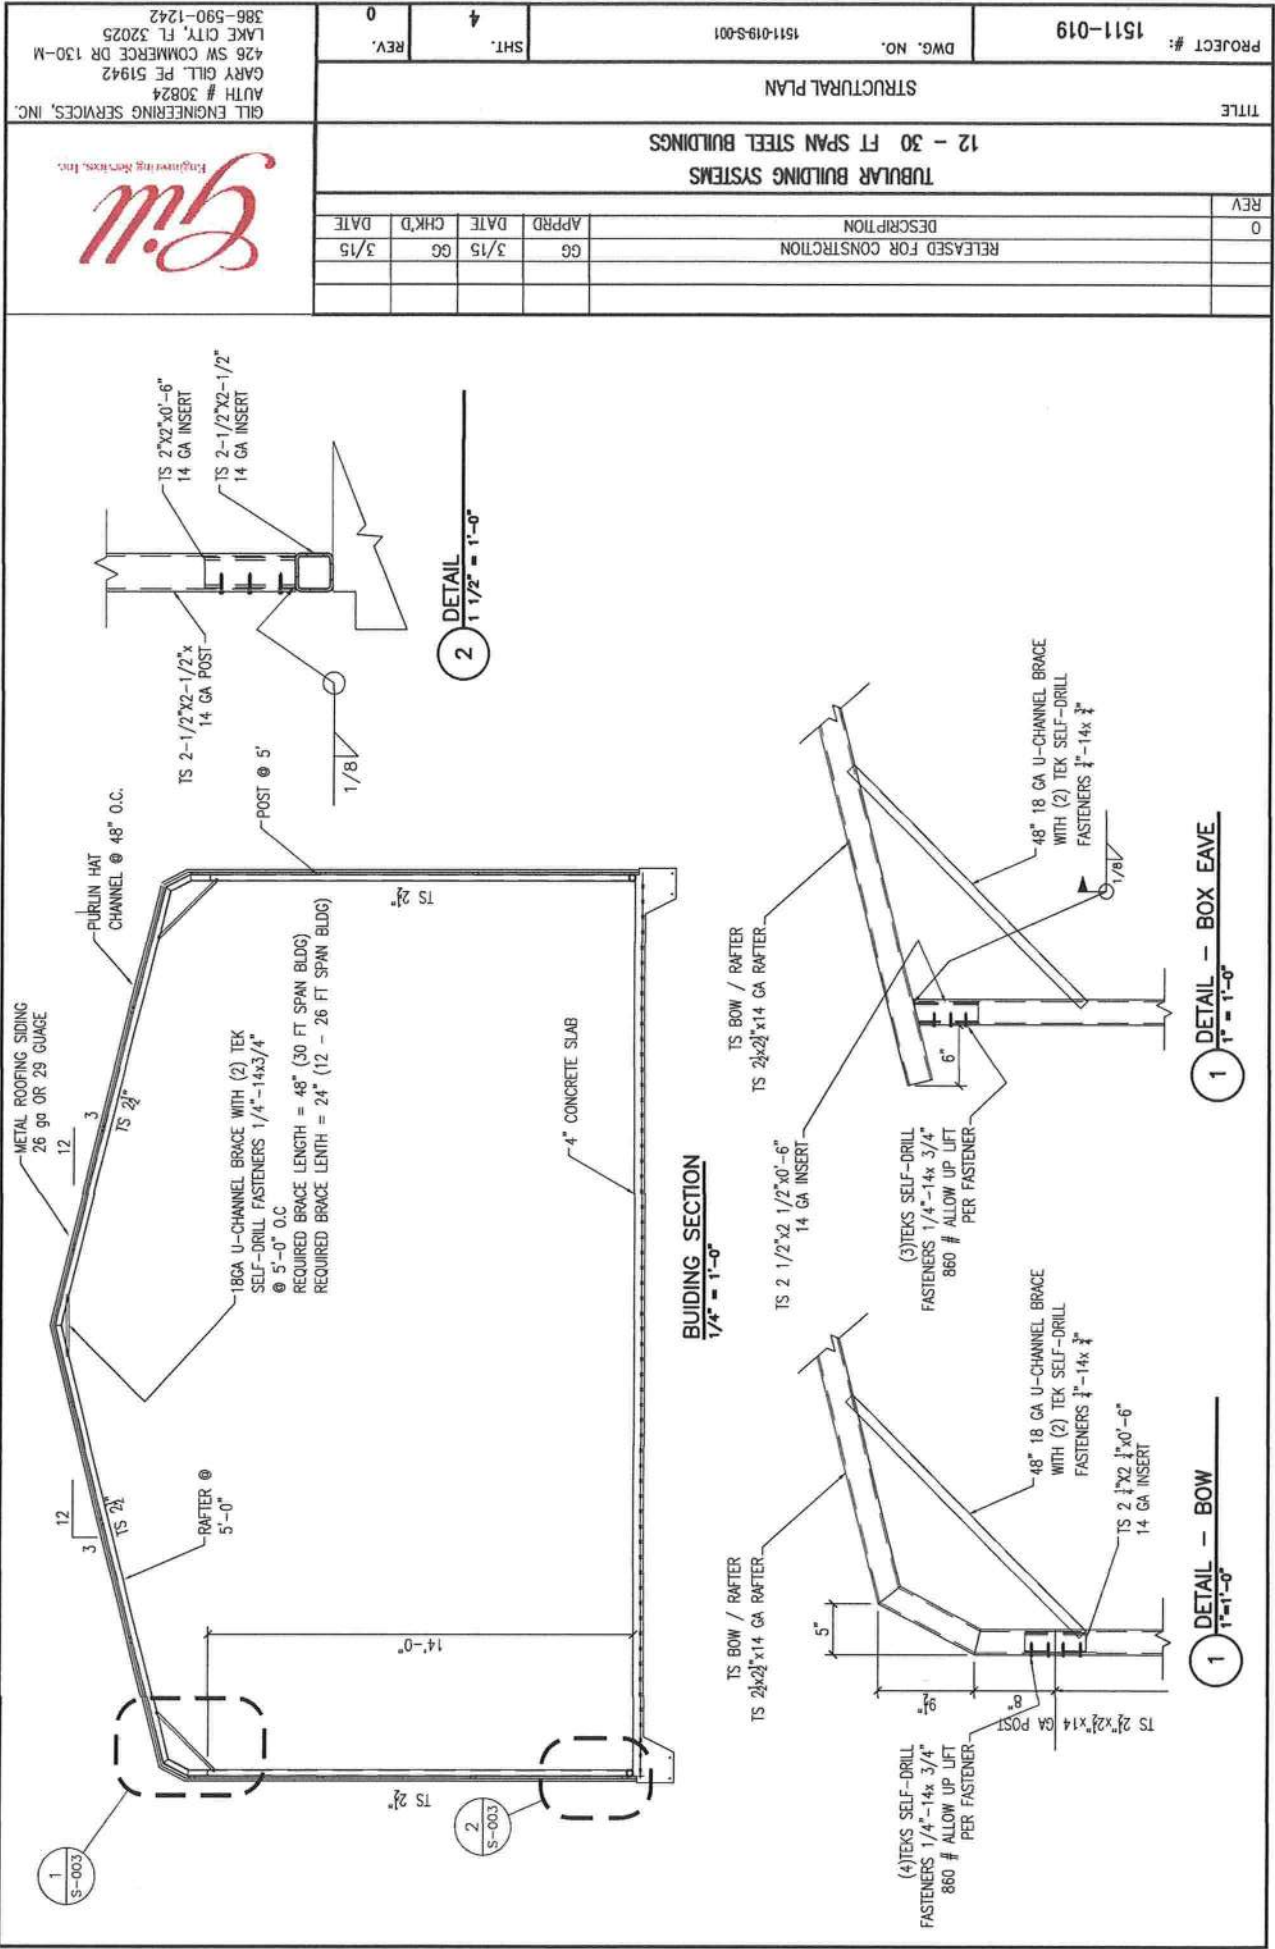 METAL ROOFING SIDING
26 ga OR 29 GUAGE
PURLIN HAT
CHANNEL @ 48" O.C.
12
3
12
3
TS 2½"
TS 2½"
RAFTER @
5'-0"
18GA U-CHANNEL BRACE WITH (2) TEK
SELF-DRILL FASTENERS 1/4"-14x3/4"
@ 5'-0" O.C
REQUIRED BRACE LENGTH = 48" (30 FT SPAN BLDG)
REQUIRED BRACE LENTH = 24" (12 - 26 FT SPAN BLDG)
POST @ 5'
14'-0"
TS 2½"
TS 2½"
4" CONCRETE SLAB
1
S-003
2
S-003
BUIDING SECTION
1/4" = 1'-0"
TS 2-1/2"X2-1/2"x
14 GA POST
TS 2"X2"x0'-6"
14 GA INSERT
TS 2-1/2"X2-1/2"
14 GA INSERT
1/8
2
DETAIL
1 1/2" = 1'-0"
TS BOW / RAFTER
TS 2½x2½"x14 GA RAFTER
5"
9½"
8"
TS 2½"x2½"x14 GA POST
(4)TEKS SELF-DRILL
FASTENERS 1/4"-14x 3/4"
860 # ALLOW UP LIFT
PER FASTENER
48" 18 GA U-CHANNEL BRACE
WITH (2) TEK SELF-DRILL
FASTENERS ¼"-14x ¾"
TS 2 ¼"X2 ¼"x0'-6"
14 GA INSERT
1
DETAIL - BOW
1"=1'-0"
TS BOW / RAFTER
TS 2½x2½"x14 GA RAFTER
TS 2 1/2"x2 1/2"x0'-6"
14 GA INSERT
6"
(3)TEKS SELF-DRILL
FASTENERS 1/4"-14x 3/4"
860 # ALLOW UP LIFT
PER FASTENER
48" 18 GA U-CHANNEL BRACE
WITH (2) TEK SELF-DRILL
FASTENERS ¼"-14x ¾"
1/8
1
DETAIL - BOX EAVE
1" = 1'-0"
RELEASED FOR CONSTRCTION GG 3/15 GG 3/15
0 DESCRIPTION APPRD DATE CHK'D DATE
REV
TUBULAR BUILDING SYSTEMS
12 - 30 FT SPAN STEEL BUILDINGS
TITLE
STRUCTURAL PLAN
PROJECT #: 1511-019
DWG. NO. 1511-019-S-001
SHT. 4
REV. 0
Gill
Engineering Services, Inc.
GILL ENGINEERING SERVICES, INC.
AUTH # 30824
GARY GILL. PE 51942
426 SW COMMERCE DR 130-M
LAKE CITY, FL 32025
386-590-1242